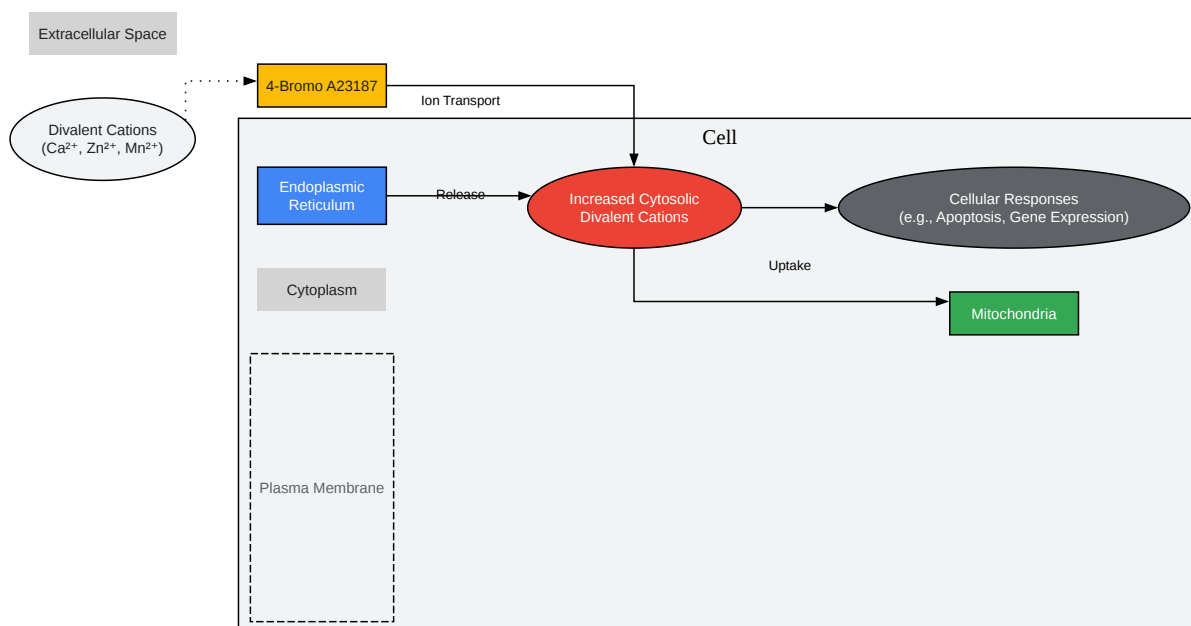 Extracellular Space
4-Bromo A23187
Ion Transport
Divalent Cations
(Ca²⁺, Zn²⁺, Mn²⁺)
Cell
Endoplasmic
Reticulum
Release
Increased Cytosolic
Divalent Cations
Cellular Responses
(e.g., Apoptosis, Gene Expression)
Uptake
Cytoplasm
Mitochondria
Plasma Membrane